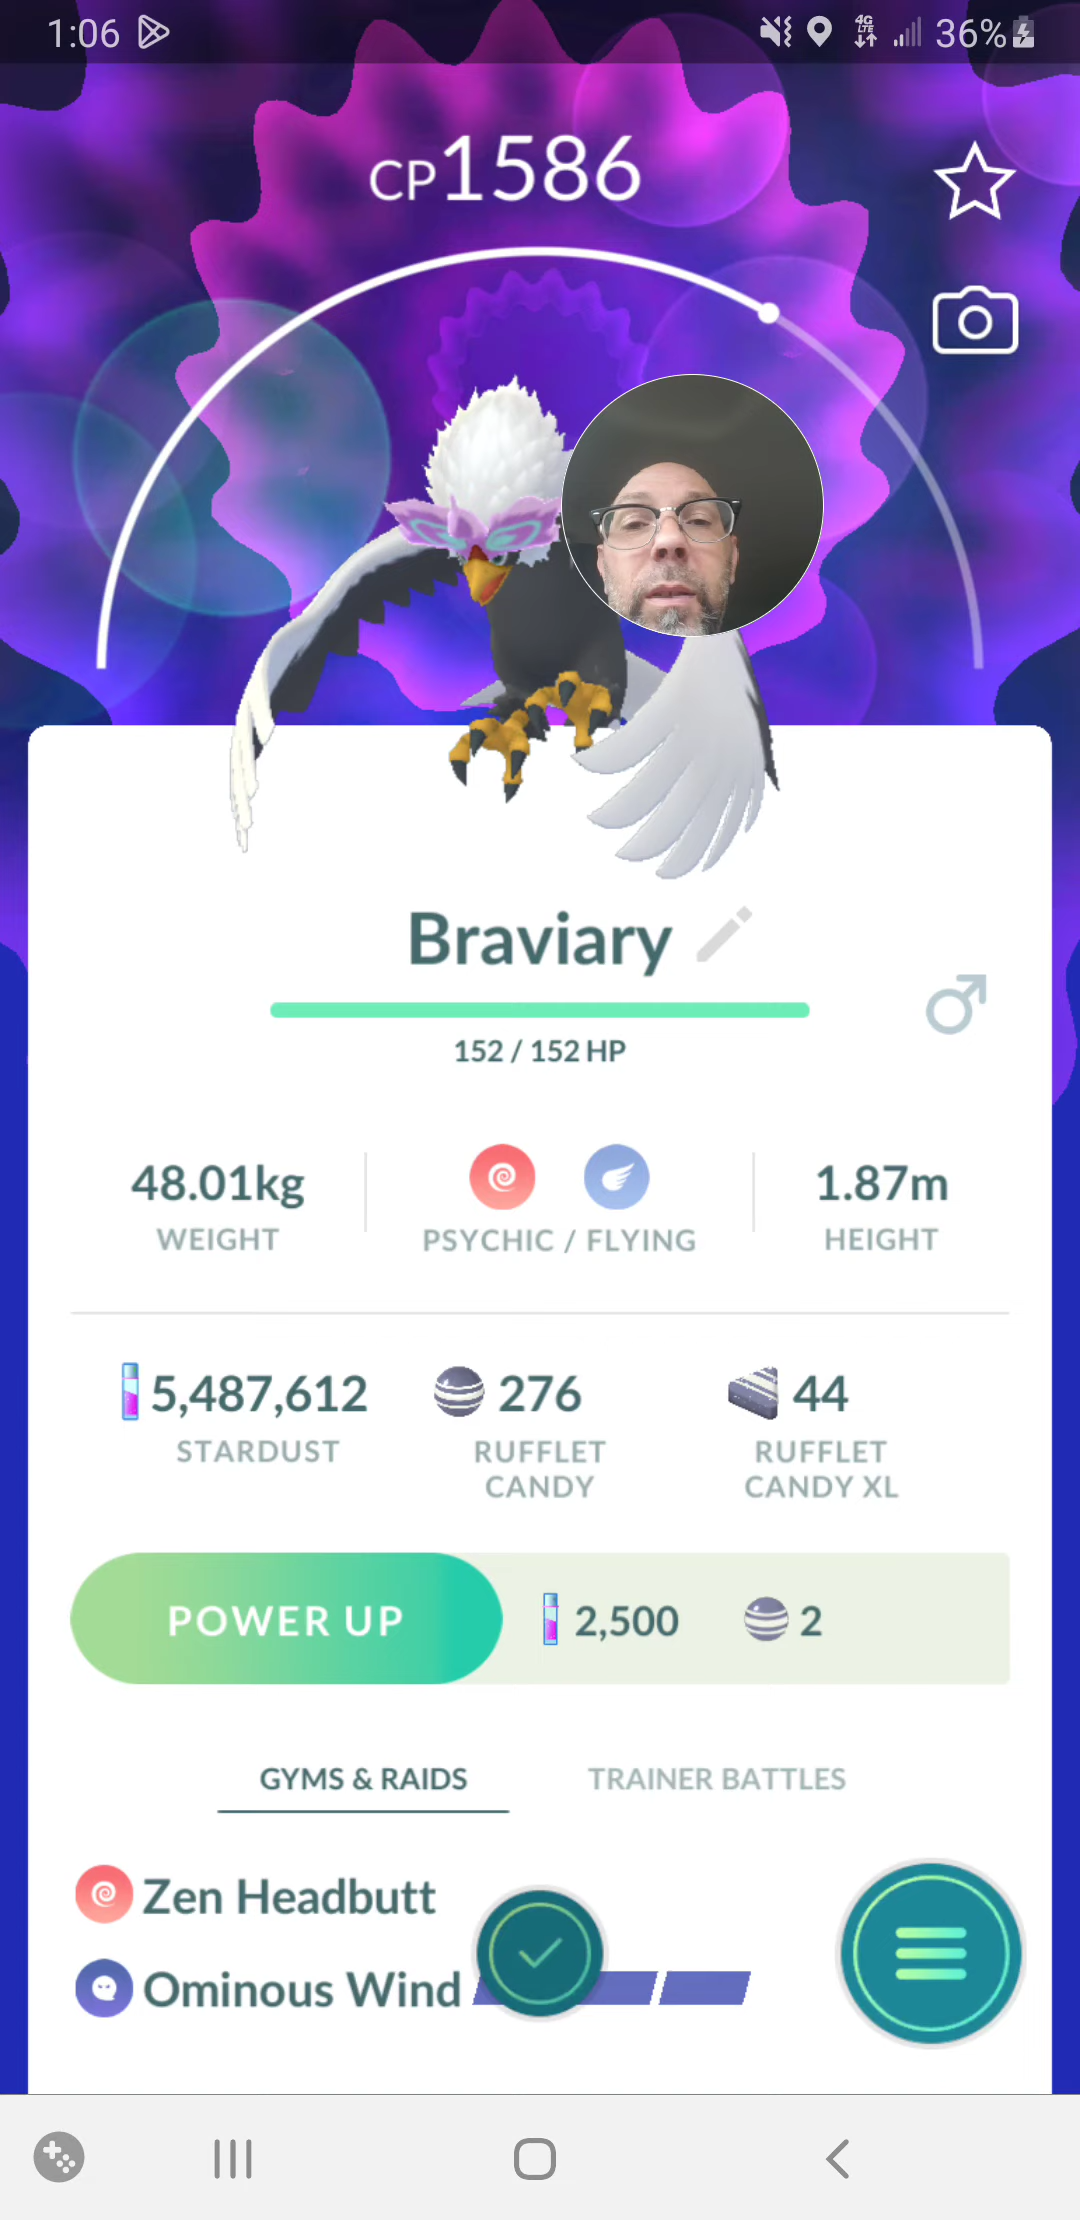 1:06
4G LTE 36%
CP1586
Braviary
152 / 152 HP
48.01kg
WEIGHT
PSYCHIC / FLYING
1.87m
HEIGHT
5,487,612
STARDUST
276
RUFFLET
CANDY
44
RUFFLET
CANDY XL
POWER UP
2,500
2
GYMS & RAIDS
TRAINER BATTLES
Zen Headbutt
Ominous Wind